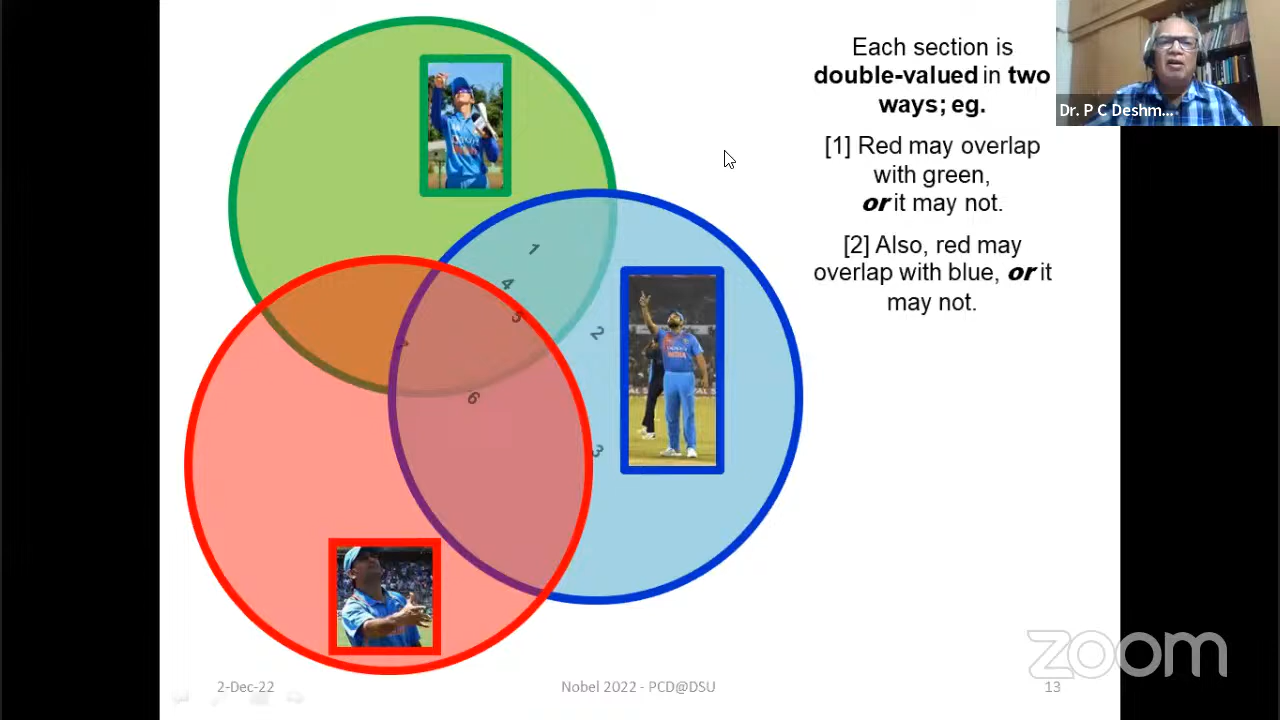 Each section is
double-valued in two
ways; eg.
[1] Red may overlap
with green,
or it may not.
[2] Also, red may
overlap with blue, or it
may not.
Dr. P C Deshm...
1
4
5
2
6
3
INDIA
zoom
2-Dec-22
Nobel 2022 - PCD@DSU
13